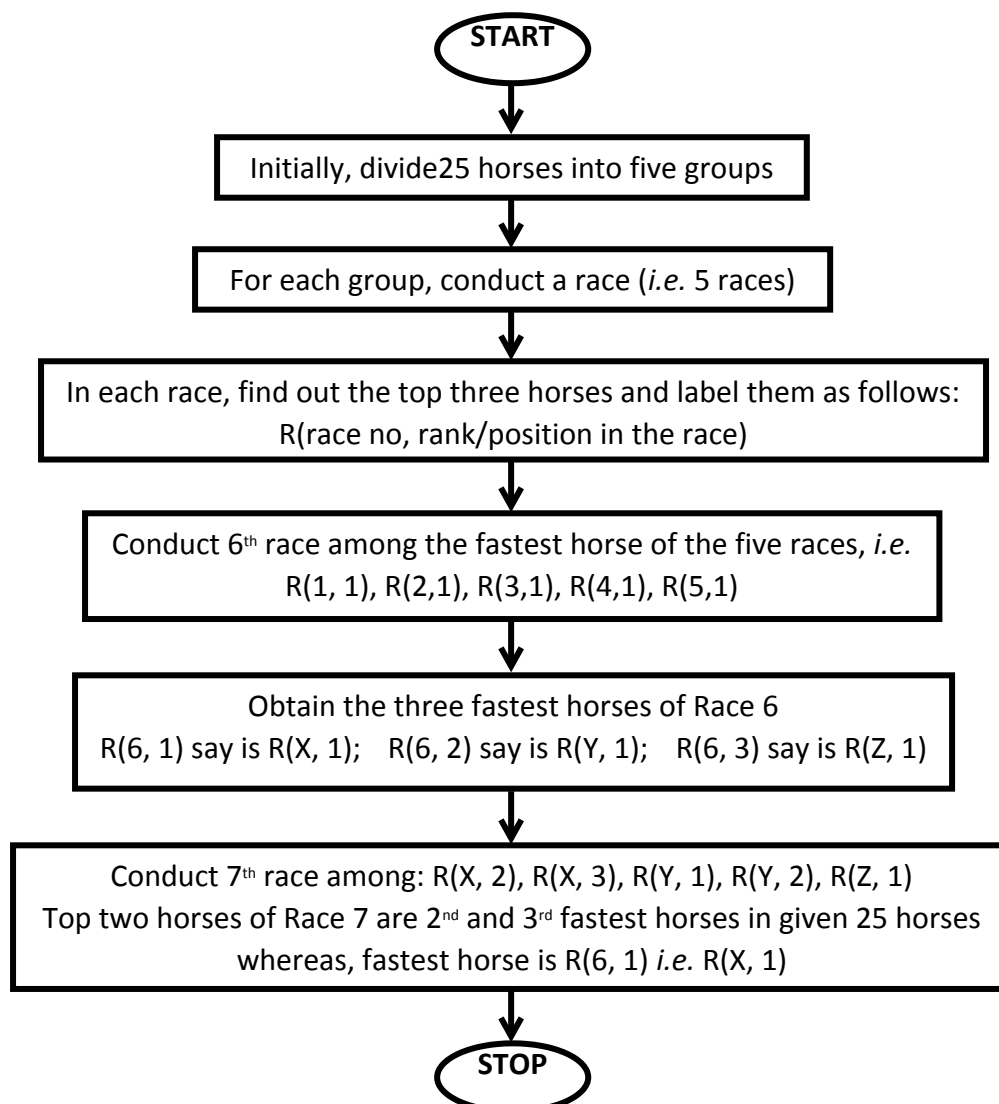 START
Initially, divide25 horses into five groups
For each group, conduct a race (i.e. 5 races)
In each race, find out the top three horses and label them as follows:
R(race no, rank/position in the race)
Conduct 6th race among the fastest horse of the five races, i.e.
R(1, 1), R(2,1), R(3,1), R(4,1), R(5,1)
Obtain the three fastest horses of Race 6
R(6, 1) say is R(X, 1); R(6, 2) say is R(Y, 1); R(6, 3) say is R(Z, 1)
Conduct 7th race among: R(X, 2), R(X, 3), R(Y, 1), R(Y, 2), R(Z, 1)
Top two horses of Race 7 are 2nd and 3rd fastest horses in given 25 horses
whereas, fastest horse is R(6, 1) i.e. R(X, 1)
STOP